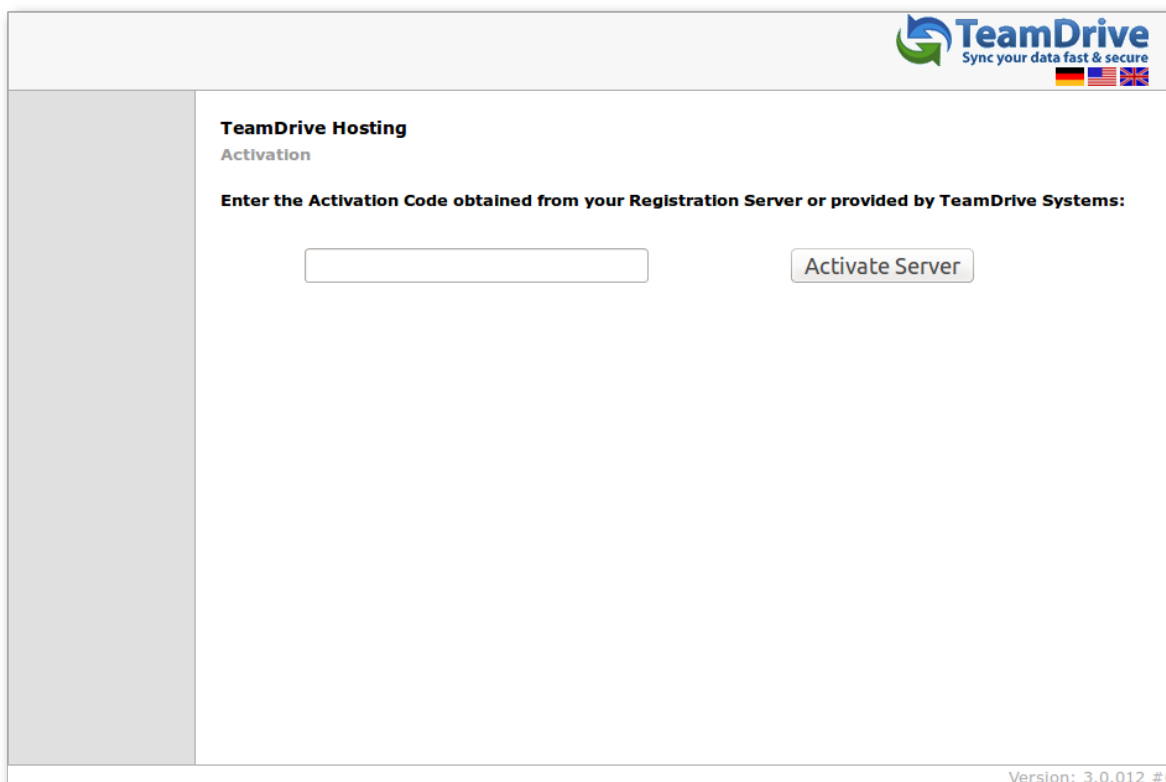 TeamDrive
Sync your data fast & secure
TeamDrive Hosting
Activation
Enter the Activation Code obtained from your Registration Server or provided by TeamDrive Systems:
Activate Server
Version: 3.0.012 #